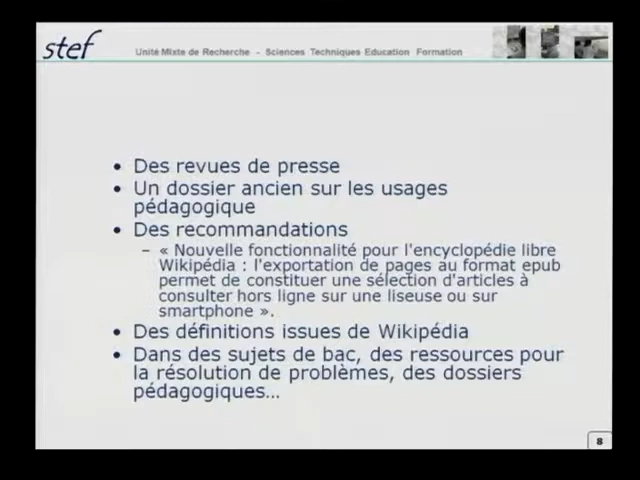 stef
Unité Mixte de Recherche - Sciences Techniques Education Formation
• Des revues de presse
• Un dossier ancien sur les usages
pédagogique
• Des recommandations
– « Nouvelle fonctionnalité pour l'encyclopédie libre
Wikipédia : l'exportation de pages au format epub
permet de constituer une sélection d'articles à
consulter hors ligne sur une liseuse ou sur
smartphone ».
• Des définitions issues de Wikipédia
• Dans des sujets de bac, des ressources pour
la résolution de problèmes, des dossiers
pédagogiques…
8